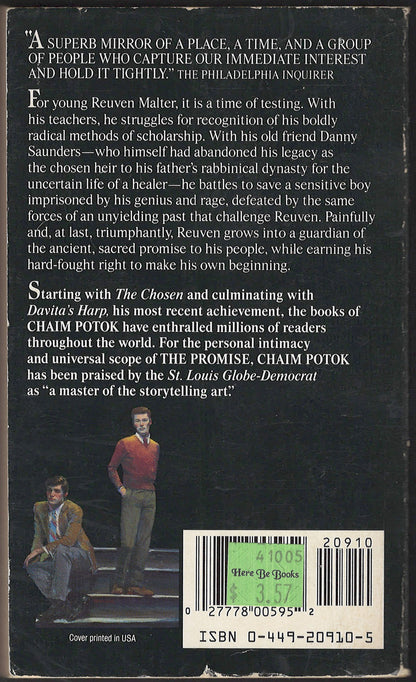 "A SUPERB MIRROR OF A PLACE, A TIME, AND A GROUP
OF PEOPLE WHO CAPTURE OUR IMMEDIATE INTEREST
AND HOLD IT TIGHTLY." THE PHILADELPHIA INQUIRER
For young Reuven Malter, it is a time of testing. With
his teachers, he struggles for recognition of his boldly
radical methods of scholarship. With his old friend Danny
Saunders—who himself had abandoned his legacy as
the chosen heir to his father's rabbinical dynasty for the
uncertain life of a healer—he battles to save a sensitive boy
imprisoned by his genius and rage, defeated by the same
forces of an unyielding past that challenge Reuven. Painfully
and, at last, triumphantly, Reuven grows into a guardian of
the ancient, sacred promise to his people, while earning his
hard-fought right to make his own beginning.
Starting with The Chosen and culminating with
Davita's Harp, his most recent achievement, the books of
CHAIM POTOK have enthralled millions of readers
throughout the world. For the personal intimacy
and universal scope of THE PROMISE, CHAIM POTOK
has been praised by the St. Louis Globe-Democrat
as "a master of the storytelling art."
20910
41005
Here Be Books
$ 3.57
0 27778 00595 2
ISBN 0-449-20910-5
Cover printed in USA